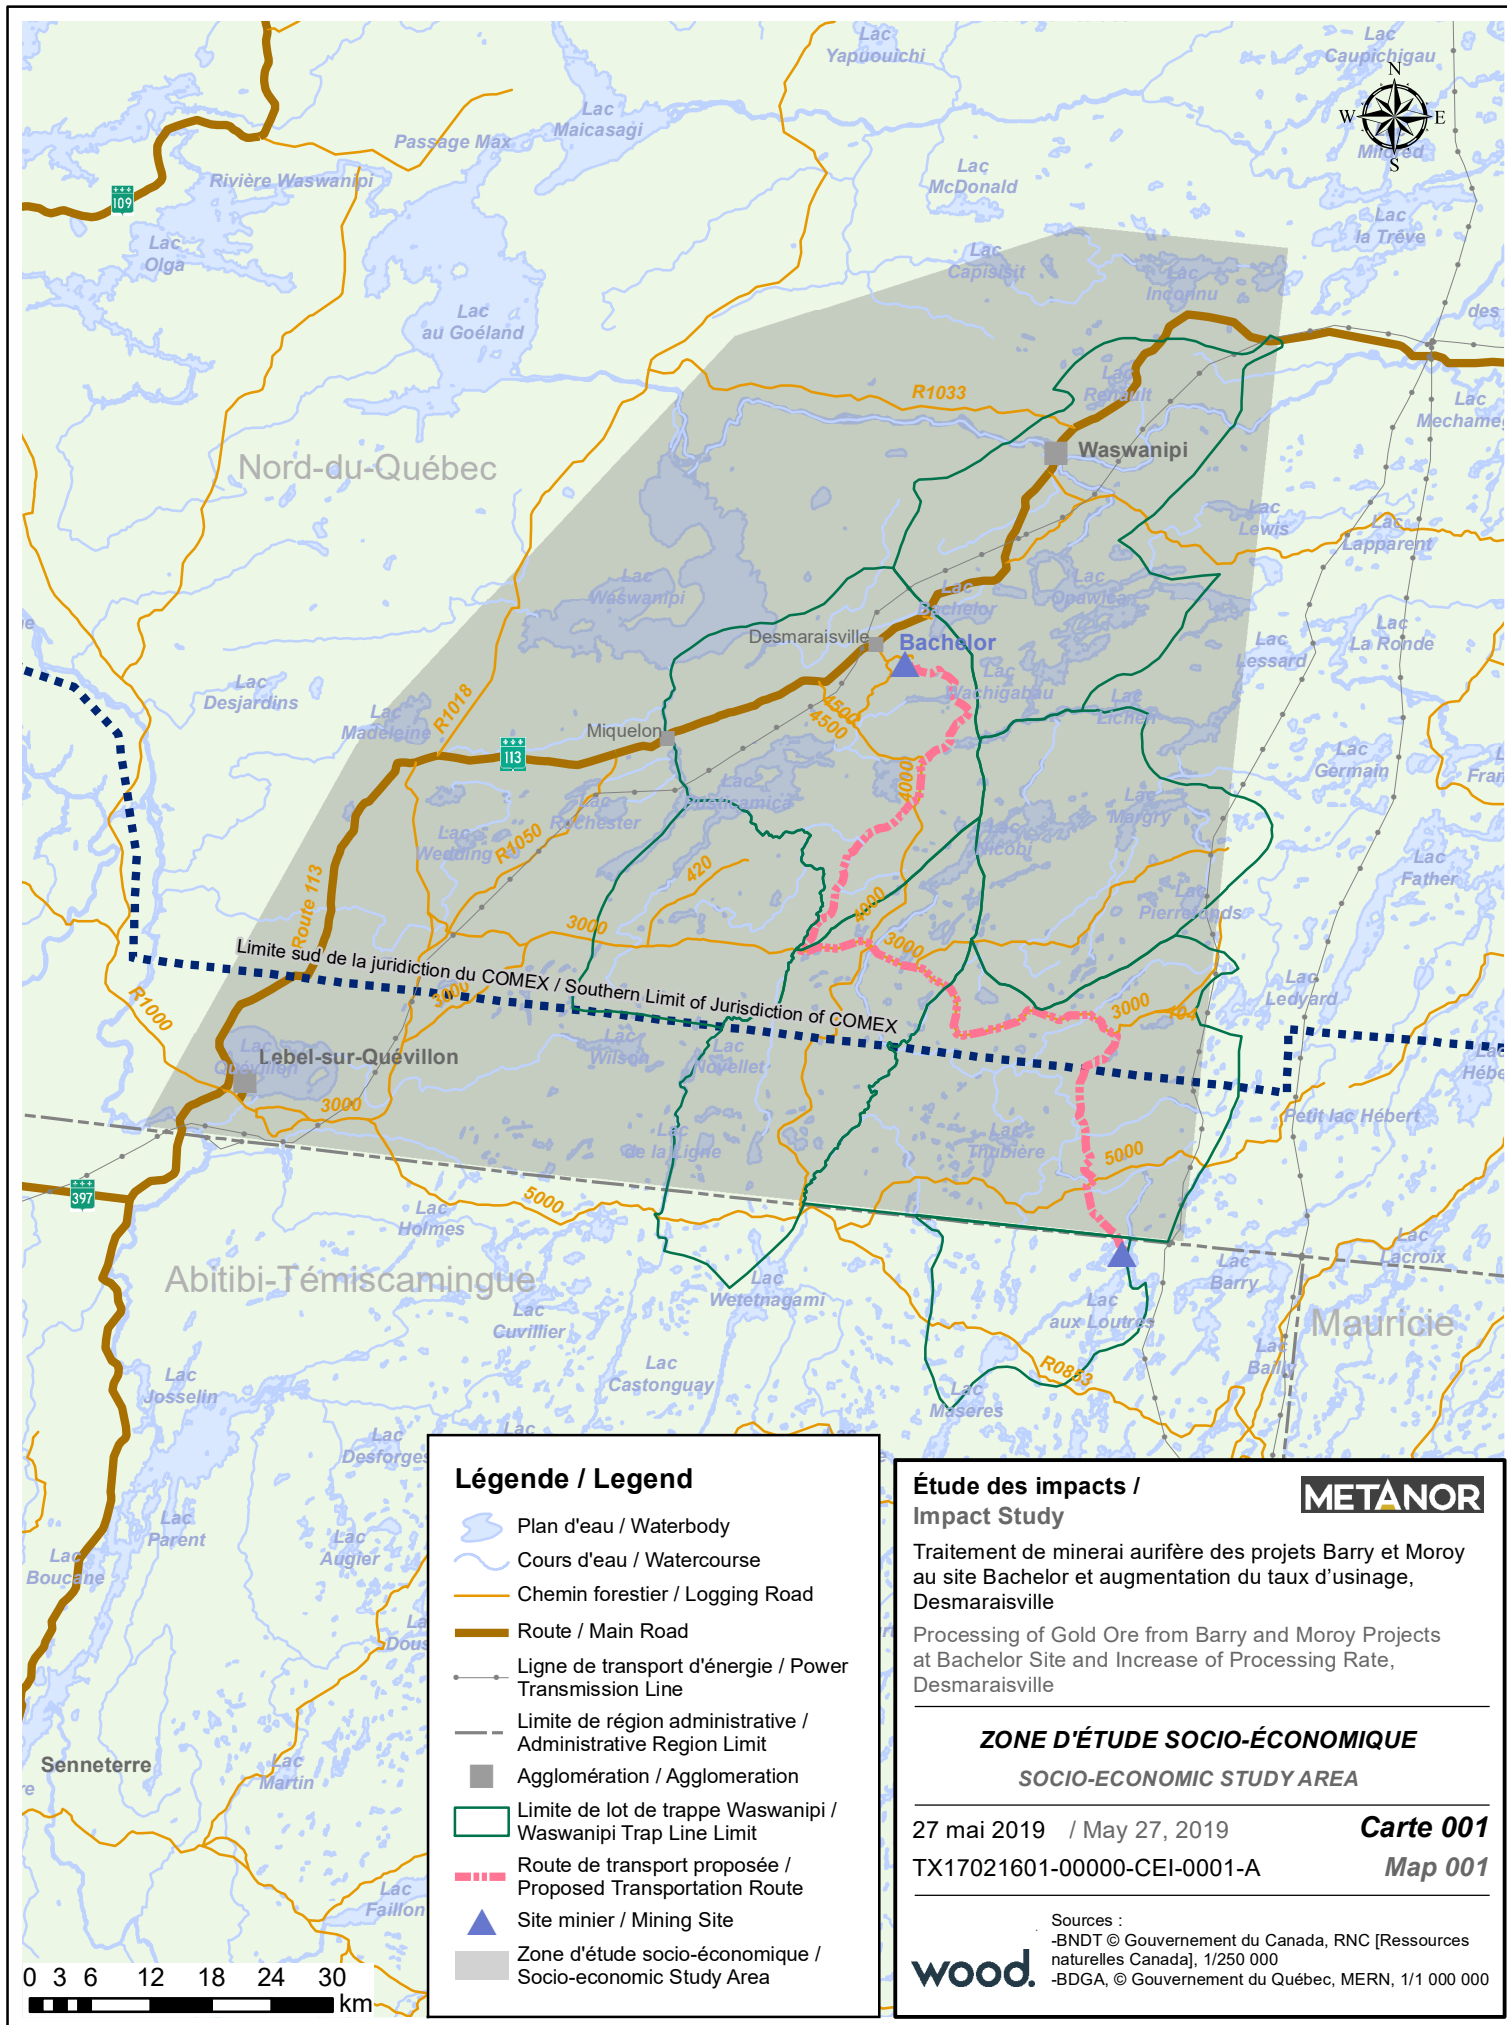 Lac
Yapuouichi
Lac
Caupichigau
N
W
E
S
Lac
Maicasagi
Passage Max
Rivière Waswanipi
109
Lac
McDonald
Lac
la Trêve
Lac
Olga
Lac
Capisisit
Lac
Inconnu
Lac
au Goéland
des
R1033
Lac
Renault
Lac
Waswanipi
Nord-du-Québec
Lac
Lewis
Lac
Lapparent
Lac
Waswanipi
Lac
Opawica
Lac
Bachelor
Desmaraisville
Bachelor
Lac
La Ronde
Lac
Lessard
Lac
Desjardins
Lac
Wachigabau
Lac
Lichen
R1018
Lac
Madeleine
4500
4500
Miquelon
113
Lac
Germain
Lac
Rochester
4000
Lac
Margry
Lac
Wedding
R1050
Lac
Nicobi
420
Lac
Father
Route 113
4000
Lac
Pierrefonds
3000
3000
Limite sud de la juridiction du COMEX / Southern Limit of Jurisdiction of COMEX
3000
R1000
3000
104
Lac
Ledyard
Lac
Quévillon
Lebel-sur-Quévillon
Lac
Wilson
Lac
Novellet
3000
Petit lac Hébert
Lac
de la Ligne
Lac
Thubière
5000
397
5000
Lac
Holmes
Lac
Lacroix
Abitibi-Témiscamingue
Lac
Barry
Lac
Wetetnagami
Lac
aux Loutres
Mauricie
Lac
Cuvillier
Lac
Bailly
Lac
Josselin
Lac
Castonguay
R0853
Lac
Maseres
Lac
Desforges
Lac
Lac
Parent
Lac
Augier
Lac
Boucane
Senneterre
Lac
Martin
Lac
Faillon
0 3 6 12 18 24 30
km
Légende / Legend
Plan d'eau / Waterbody
Cours d'eau / Watercourse
Chemin forestier / Logging Road
Route / Main Road
Ligne de transport d'énergie / Power
Transmission Line
Limite de région administrative /
Administrative Region Limit
Agglomération / Agglomeration
Limite de lot de trappe Waswanipi /
Waswanipi Trap Line Limit
Route de transport proposée /
Proposed Transportation Route
Site minier / Mining Site
Zone d'étude socio-économique /
Socio-economic Study Area
Étude des impacts /
Impact Study
METANOR
Traitement de minerai aurifère des projets Barry et Moroy
au site Bachelor et augmentation du taux d’usinage,
Desmaraisville
Processing of Gold Ore from Barry and Moroy Projects
at Bachelor Site and Increase of Processing Rate,
Desmaraisville
ZONE D'ÉTUDE SOCIO-ÉCONOMIQUE
SOCIO-ECONOMIC STUDY AREA
27 mai 2019 / May 27, 2019
Carte 001
TX17021601-00000-CEI-0001-A
Map 001
wood.
Sources :
-BNDT © Gouvernement du Canada, RNC [Ressources
naturelles Canada], 1/250 000
-BDGA, © Gouvernement du Québec, MERN, 1/1 000 000